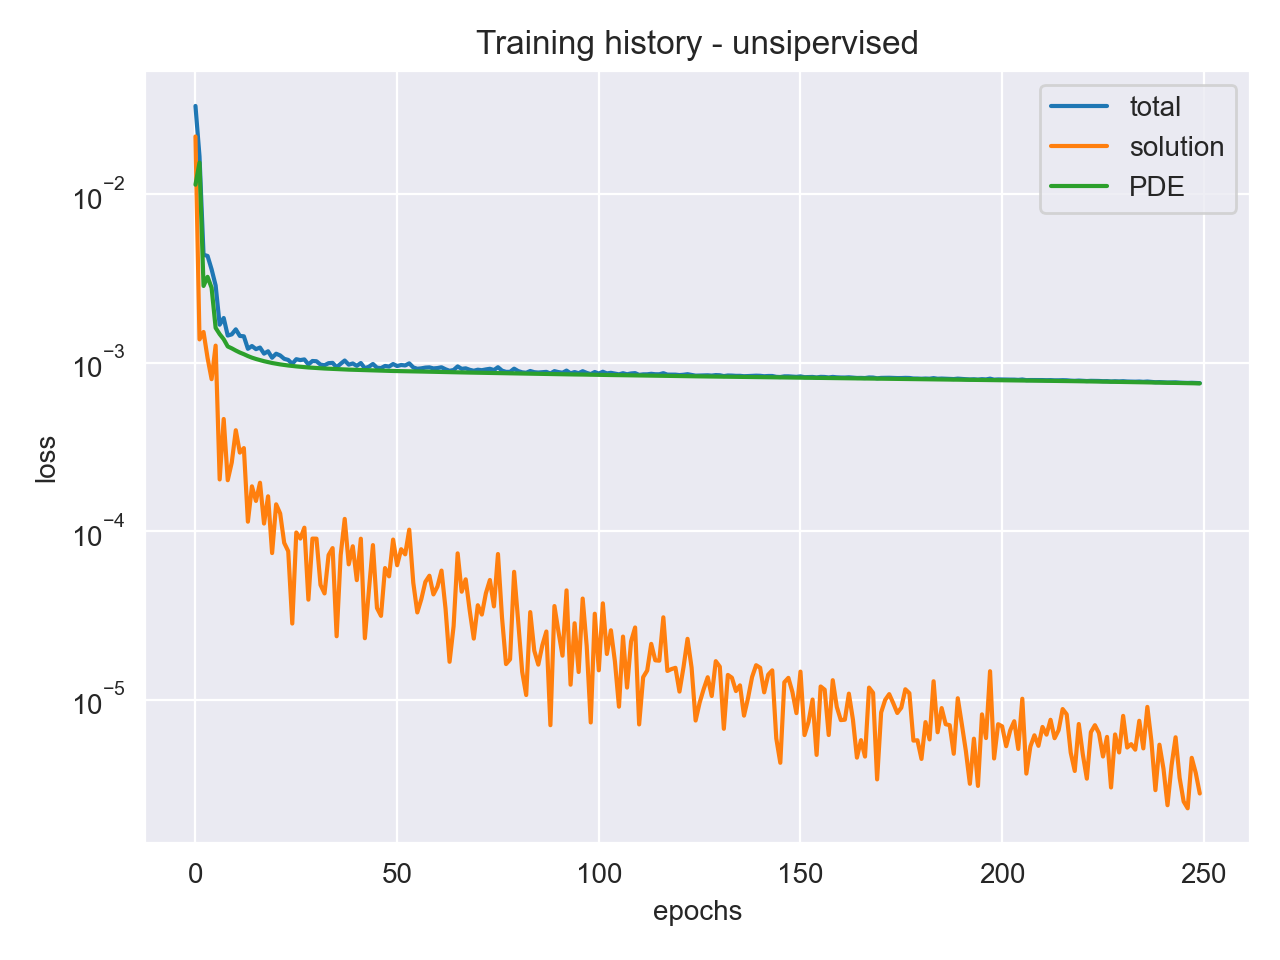 Training history - unsipervised
total
solution
PDE
10⁻²
10⁻³
10⁻⁴
10⁻⁵
loss
0 50 100 150 200 250
epochs